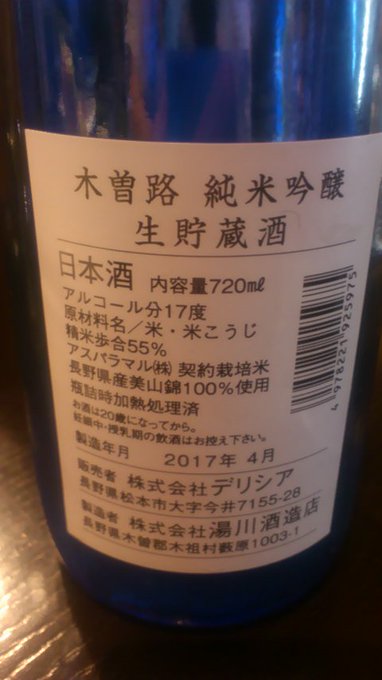 木曽路 純米吟醸
生貯蔵酒
日本酒 内容量720mℓ
アルコール分17度
原材料名/米・米こうじ
精米歩合55%
アスパラマル㈱ 契約栽培米
長野県産美山錦100%使用
瓶詰時加熱処理済
お酒は20歳になってから。
妊娠中・授乳期の飲酒はお控え下さい。
製造年月 2017年 4月
販売者 株式会社デリシア
長野県松本市大字今井7155-28
製造者 株式会社湯川酒造店
長野県木曽郡木祖村薮原1003-1
4978221925975